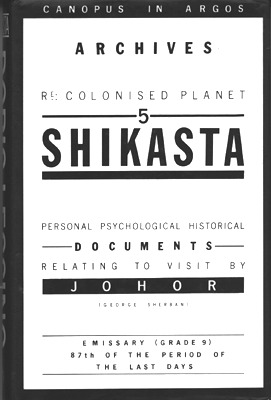 CANOPUS IN ARGOS
ARCHIVES
Re: COLONISED PLANET
5
SHIKASTA
PERSONAL PSYCHOLOGICAL HISTORICAL
DOCUMENTS
RELATING TO VISIT BY
JOHOR
(GEORGE SHERBAN)
EMISSARY (GRADE 9)
87th OF THE PERIOD OF
THE LAST DAYS